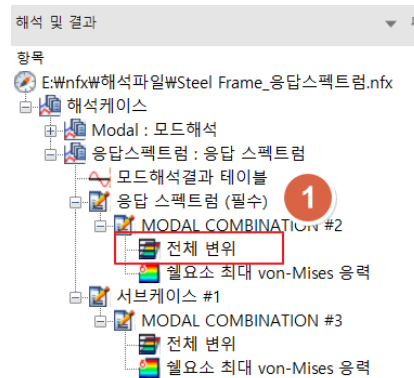 해석 및 결과
항목
E:₩nfx₩해석파일₩Steel Frame_응답스펙트럼.nfx
해석케이스
Modal : 모드해석
응답스펙트럼 : 응답 스펙트럼
모드해석결과 테이블
응답 스펙트럼 (필수)
1
MODAL COMBINATION #2
전체 변위
쉘요소 최대 von-Mises 응력
서브케이스 #1
MODAL COMBINATION #3
전체 변위
쉘요소 최대 von-Mises 응력